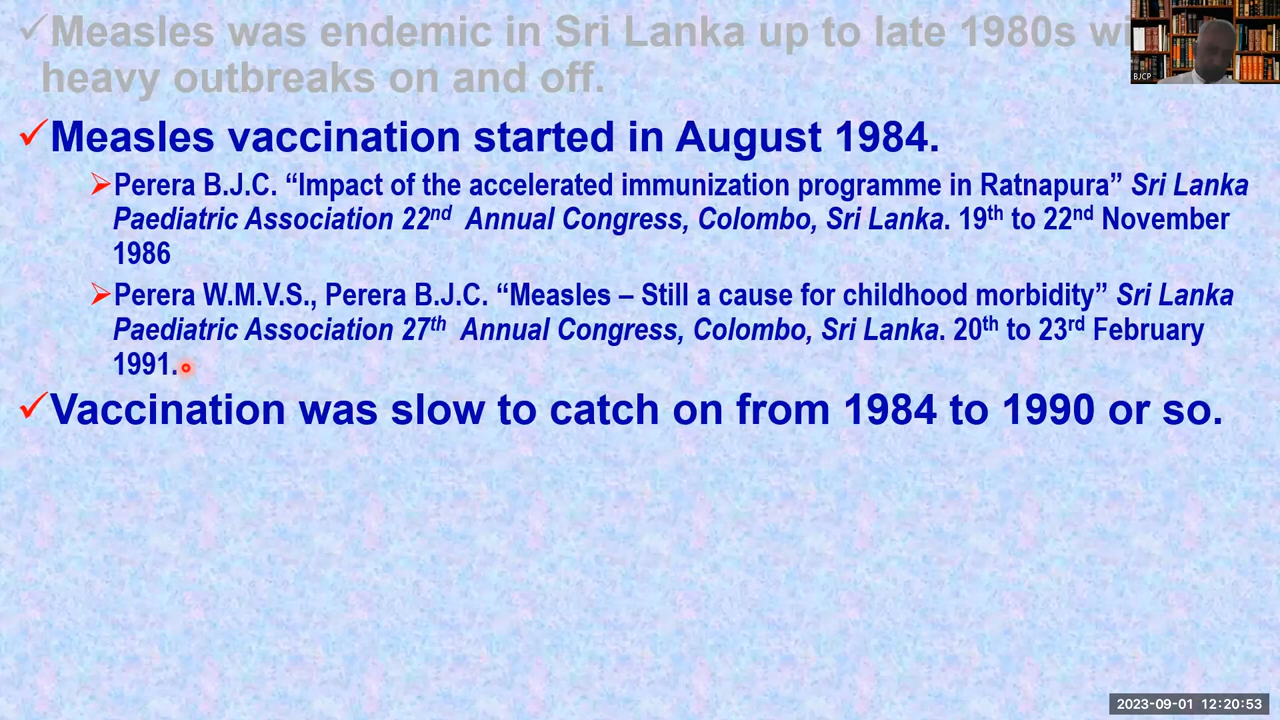 ✓Measles was endemic in Sri Lanka up to late 1980s
heavy outbreaks on and off.
✓Measles vaccination started in August 1984.
➢Perera B.J.C. “Impact of the accelerated immunization programme in Ratnapura” Sri Lanka
Paediatric Association 22nd Annual Congress, Colombo, Sri Lanka. 19th to 22nd November
1986
➢Perera W.M.V.S., Perera B.J.C. “Measles – Still a cause for childhood morbidity” Sri Lanka
Paediatric Association 27th Annual Congress, Colombo, Sri Lanka. 20th to 23rd February
1991.
✓Vaccination was slow to catch on from 1984 to 1990 or so.
BJCP
2023-09-01 12:20:53